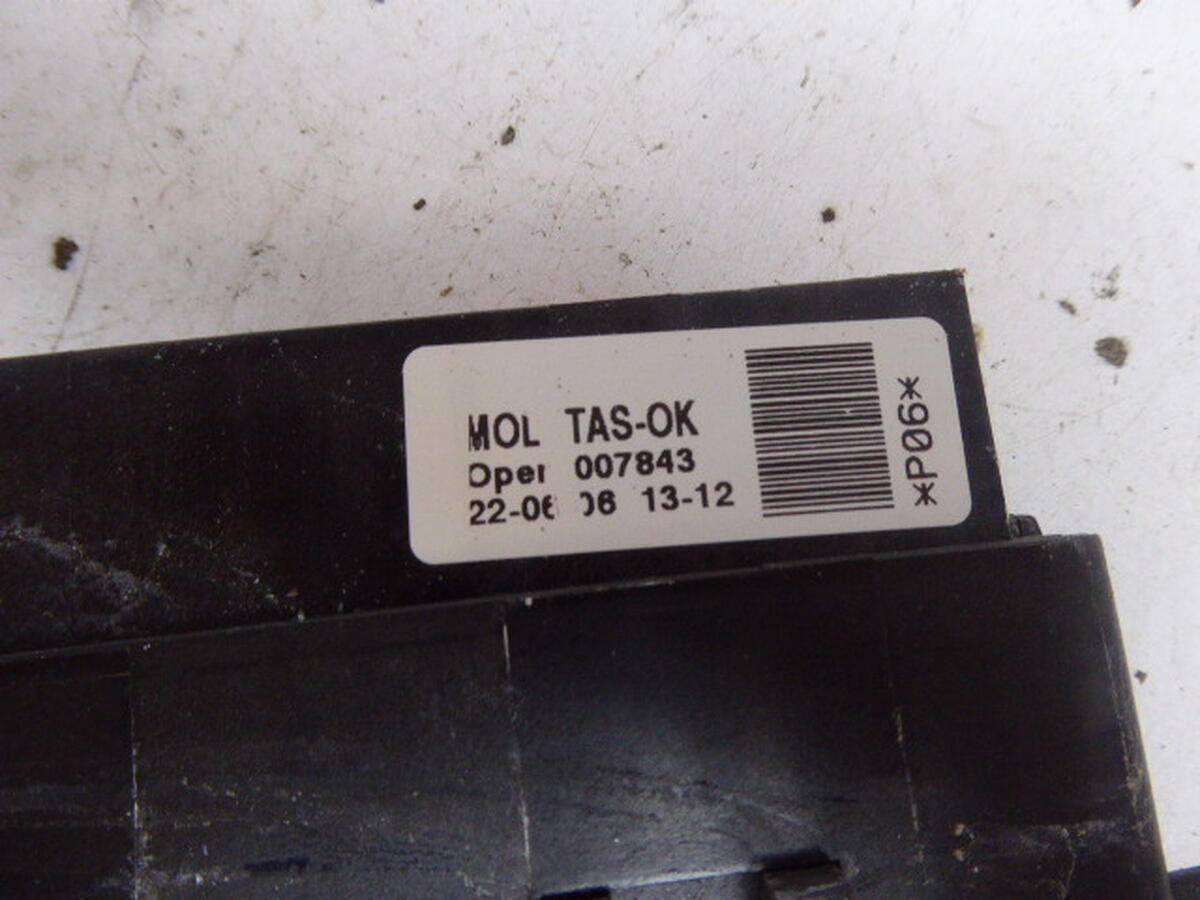 MOL TAS-OK
Oper 007843
22-06 06 13-12
*P06*